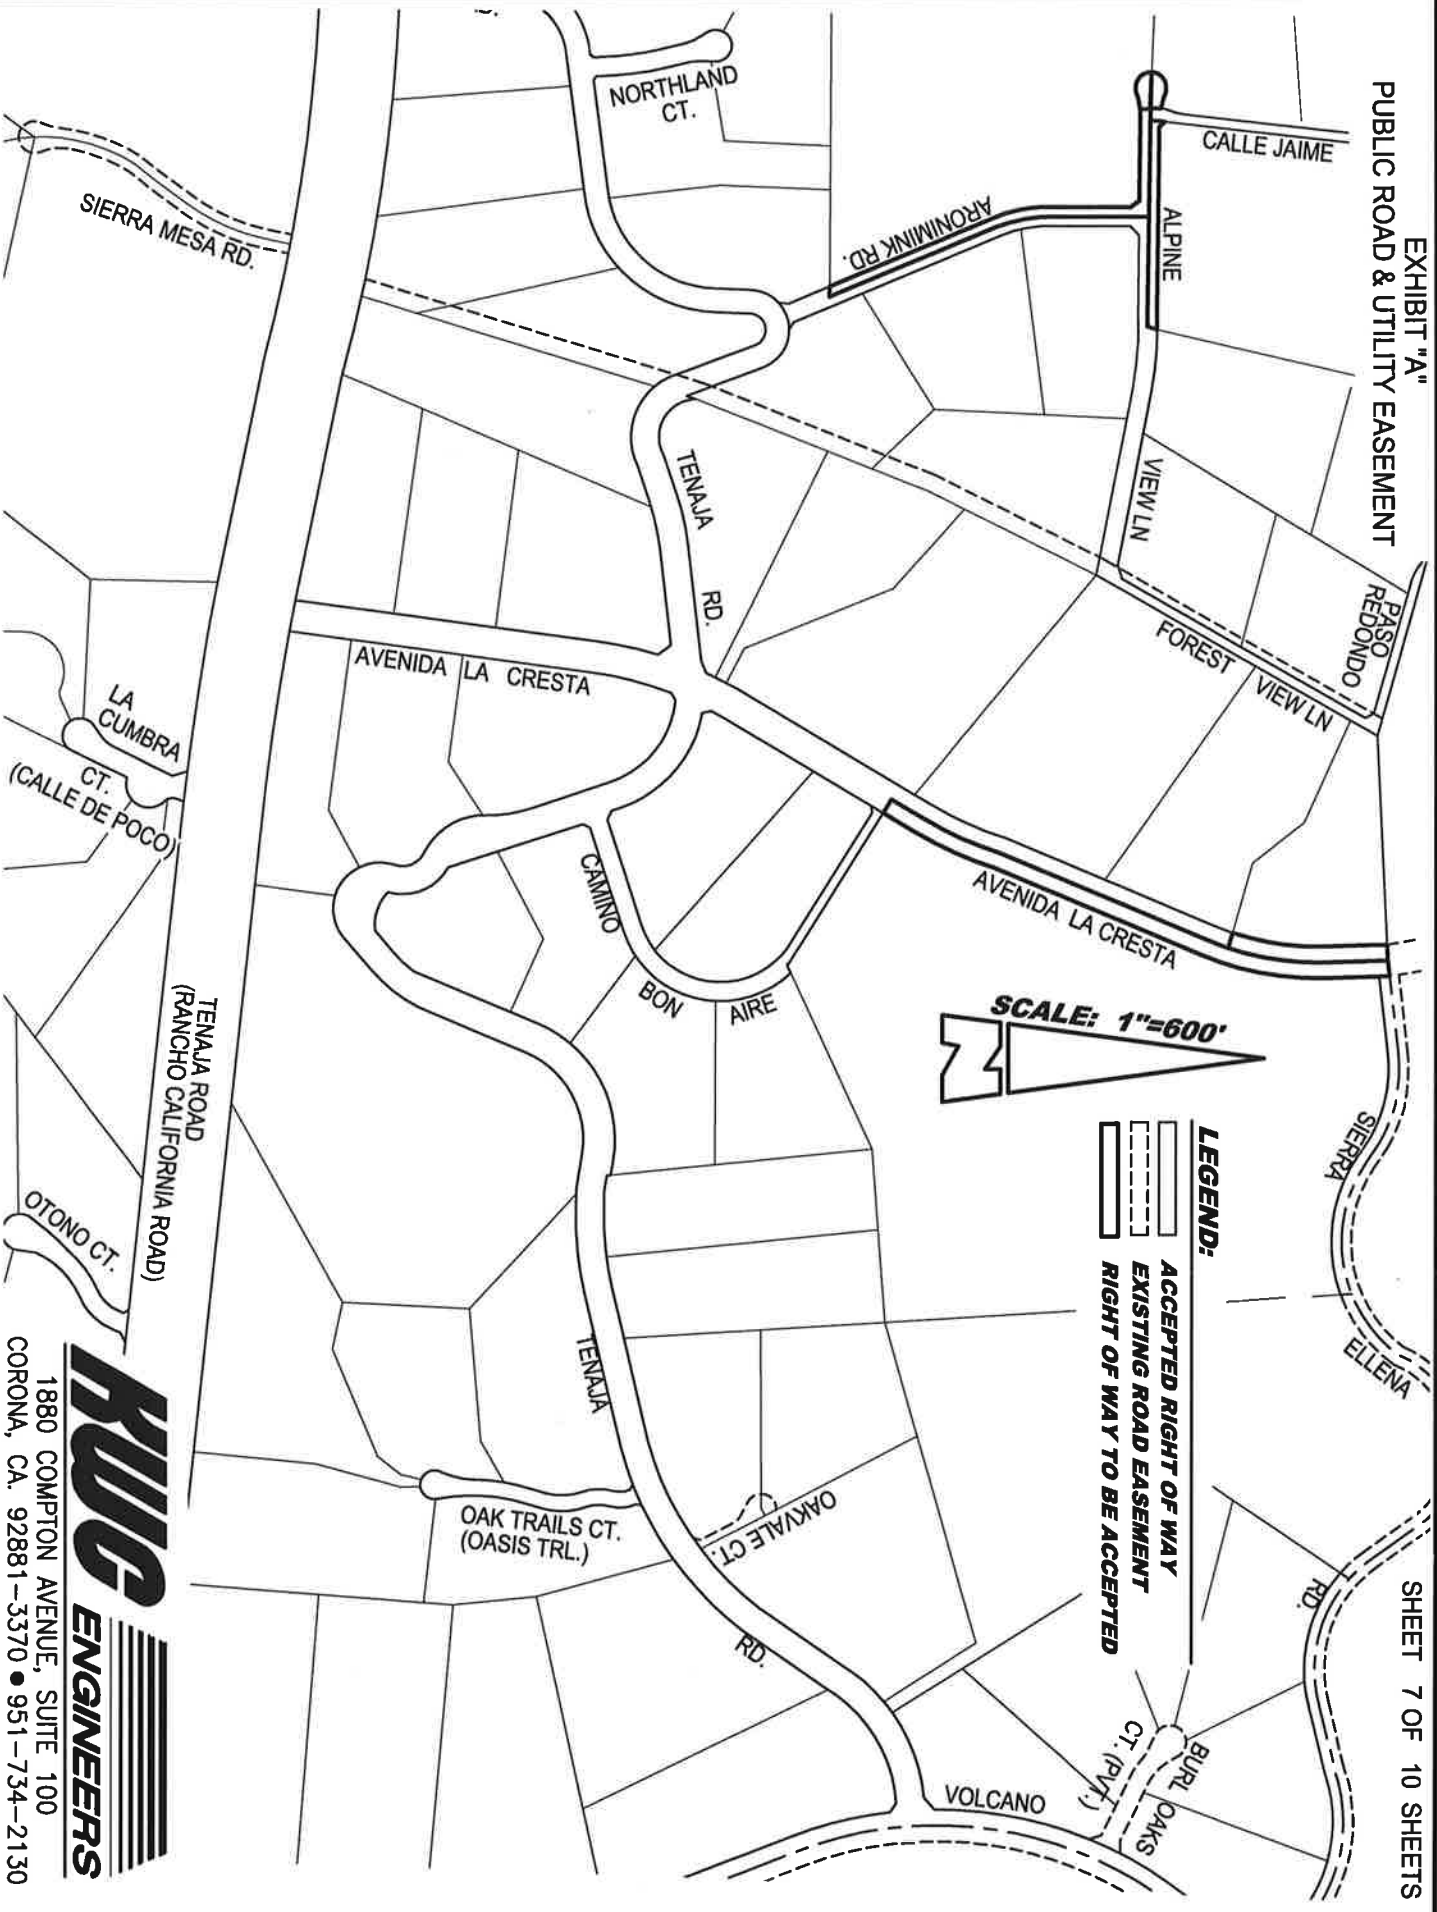 EXHIBIT "A"
PUBLIC ROAD & UTILITY EASEMENT
SHEET 7 OF 10 SHEETS
CALLE JAIME
ALPINE
VIEW LN
ARONIMINK RD.
NORTHLAND
CT.
SIERRA MESA RD.
TENAJA
RD.
PASO
REDONDO
FOREST
VIEW LN
AVENIDA LA CRESTA
AVENIDA LA CRESTA
LA
CUMBRA
CT.
(CALLE DE POCO)
CAMINO
BON
AIRE
SCALE: 1"=600'
N
LEGEND:
ACCEPTED RIGHT OF WAY
EXISTING ROAD EASEMENT
RIGHT OF WAY TO BE ACCEPTED
SIERRA
ELLENA
RD.
TENAJA ROAD
(RANCHO CALIFORNIA ROAD)
OTONO CT.
TENAJA
RD.
OAK TRAILS CT.
(OASIS TRL.)
OAKVALE CT.
BURL OAKS
CT. (PVT.)
VOLCANO
KWC ENGINEERS
1880 COMPTON AVENUE, SUITE 100
CORONA, CA. 92881-3370 ● 951-734-2130